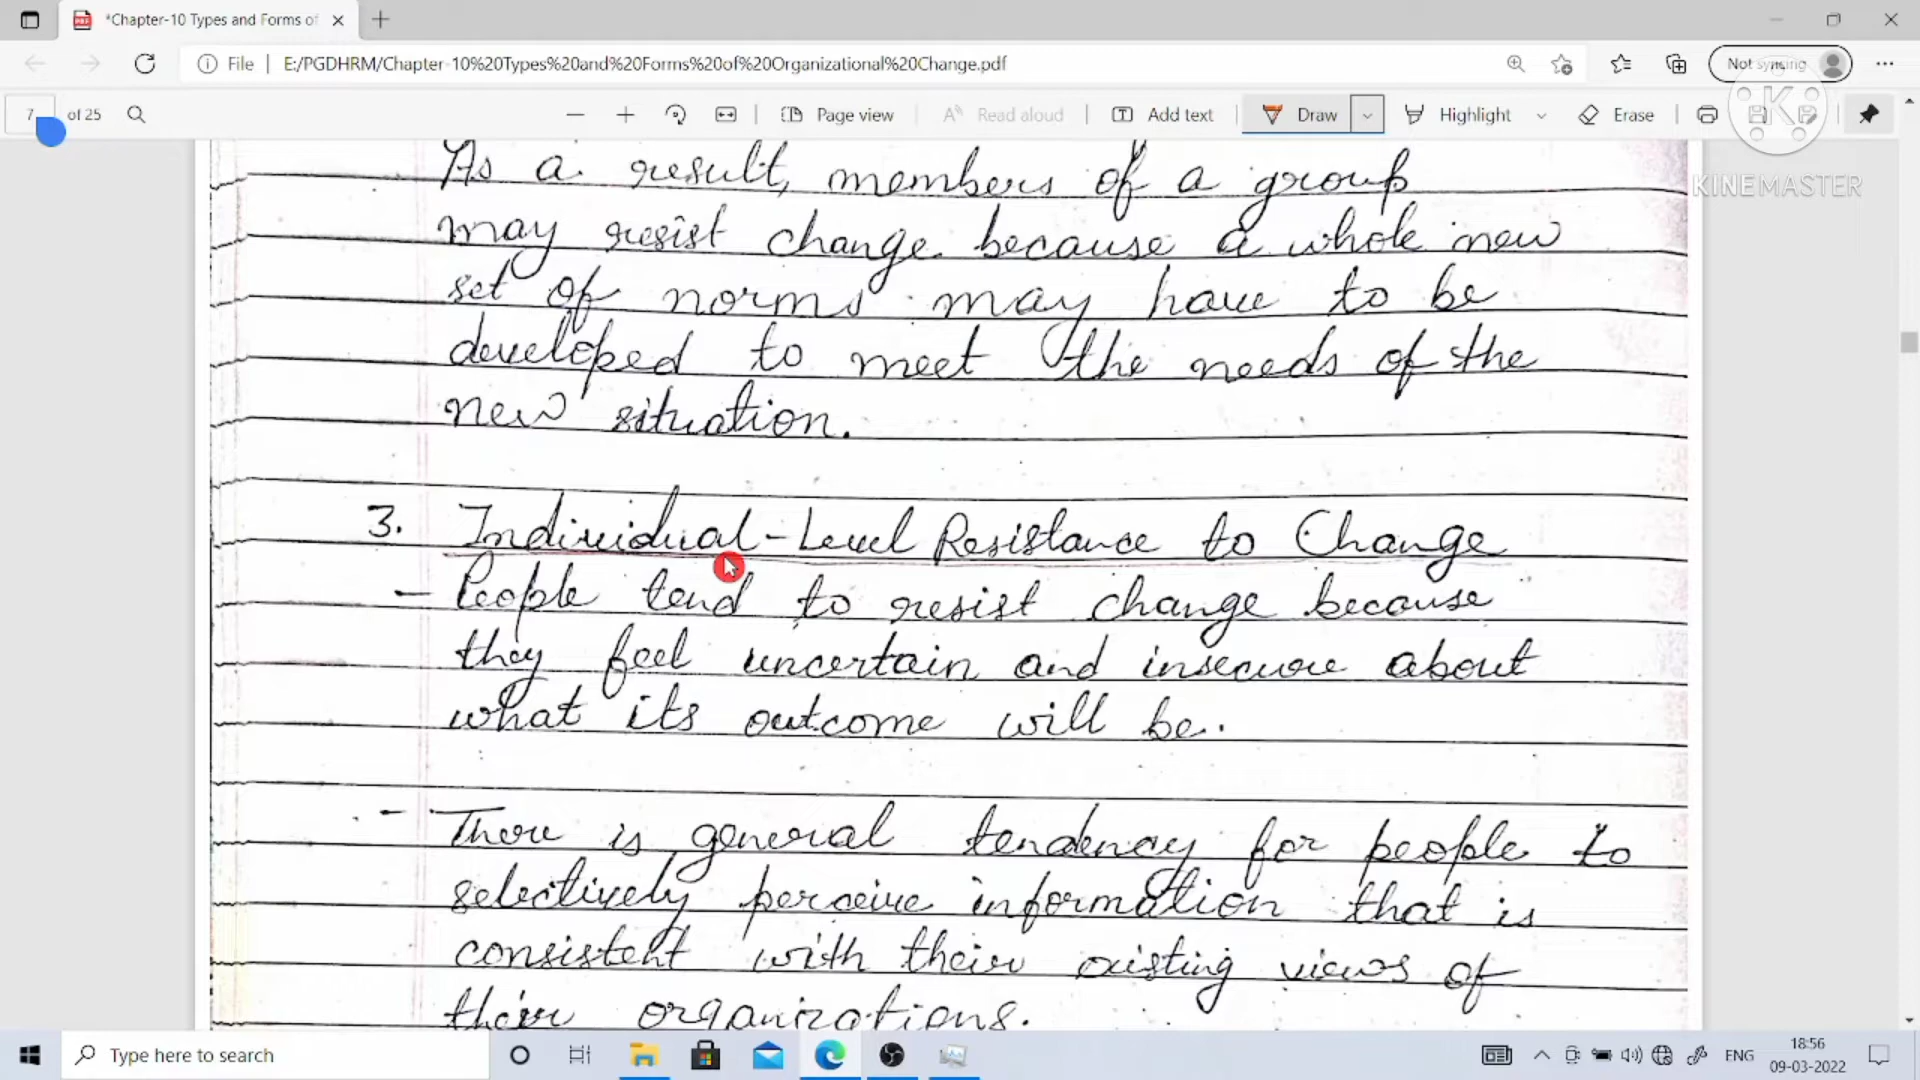 *Chapter-10 Types and Forms of
File | E:/PGDHRM/Chapter-10%20Types%20and%20Forms%20of%20Organizational%20Change.pdf
Not syncing
7 of 25
Page view
Read aloud
Add text
Draw
Highlight
Erase
K
KINEMASTER
As a result, members of a group
may resist change because a whole new
set of norms may have to be
developed to meet the needs of the
new situation.
3. Individual-Level Resistance to Change
- People tend to resist change because
they feel uncertain and insecure about
what its outcome will be.
- There is general tendency for people to
selectively perceive information that is
consistent with their existing views of
their organizations.
Type here to search
ENG
18:56
09-03-2022